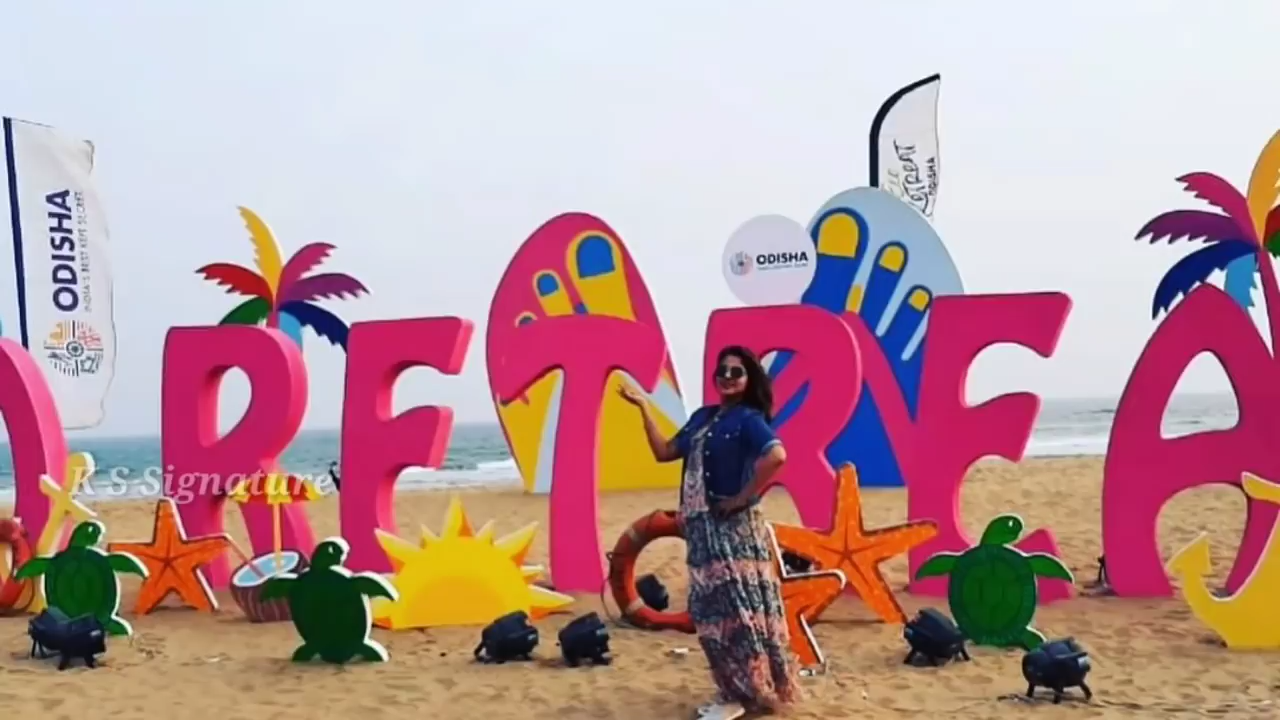 ODISHA
INDIA'S BEST KEPT SECRET
RETREAT
ODISHA
ODISHA
RETREA
K S Signature